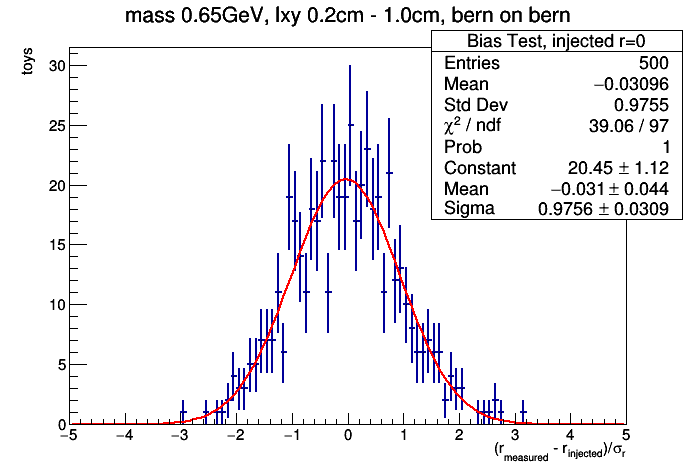 mass 0.65GeV, lxy 0.2cm - 1.0cm, bern on bern
toys
Bias Test, injected r=0
Entries 500
Mean −0.03096
Std Dev 0.9755
χ² / ndf 39.06 / 97
Prob 1
Constant 20.45 ± 1.12
Mean −0.031 ± 0.044
Sigma 0.9756 ± 0.0309
30
25
20
15
10
5
0
−5 −4 −3 −2 −1 0 1 2 3 4 5
(r_measured - r_injected)/σ_r